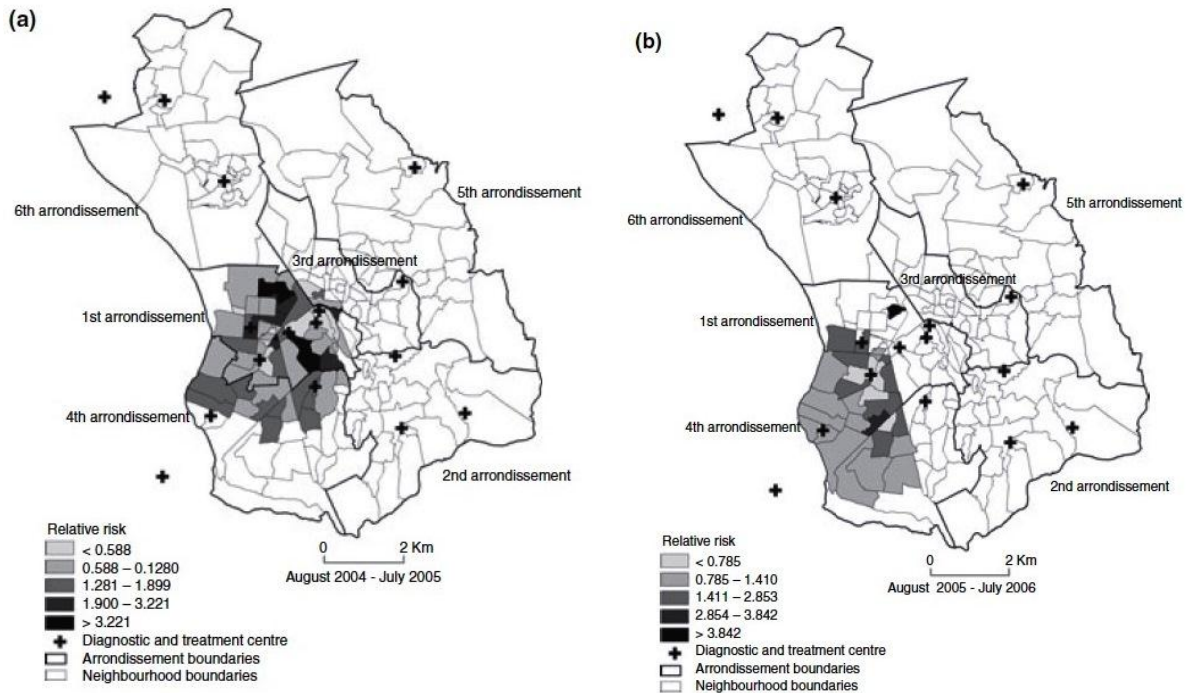 (a)
5th arrondissement
6th arrondissement
3rd arrondissement
1st arrondissement
4th arrondissement
2nd arrondissement
Relative risk
< 0.588
0.588 – 0.1280
1.281 – 1.899
1.900 – 3.221
> 3.221
Diagnostic and treatment centre
Arrondissement boundaries
Neighbourhood boundaries
0 2 Km
August 2004 - July 2005
(b)
5th arrondissement
6th arrondissement
3rd arrondissement
1st arrondissement
4th arrondissement
2nd arrondissement
Relative risk
< 0.785
0.785 – 1.410
1.411 – 2.853
2.854 – 3.842
> 3.842
Diagnostic and treatment centre
Arrondissement boundaries
Neighbourhood boundaries
0 2 Km
August 2005 - July 2006